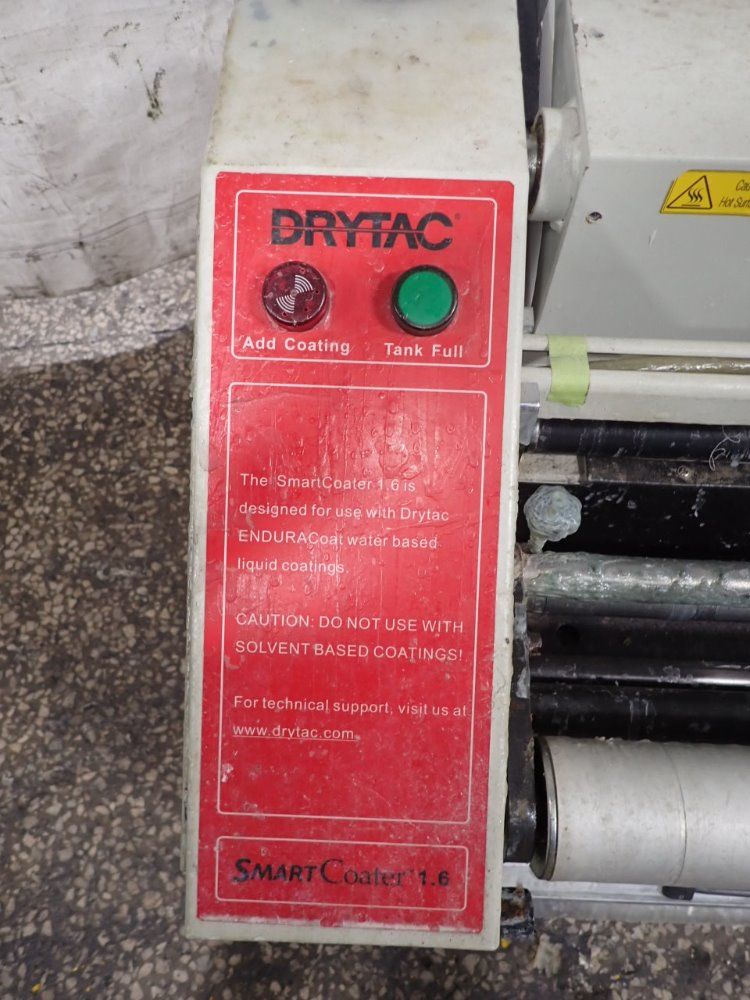 DRYTAC®
Add Coating Tank Full
The SmartCoater 1.6 is
designed for use with Drytac
ENDURACoat water based
liquid coatings.
CAUTION: DO NOT USE WITH
SOLVENT BASED COATINGS!
For technical support, visit us at
www.drytac.com
SMARTCoater 1.6
Hot